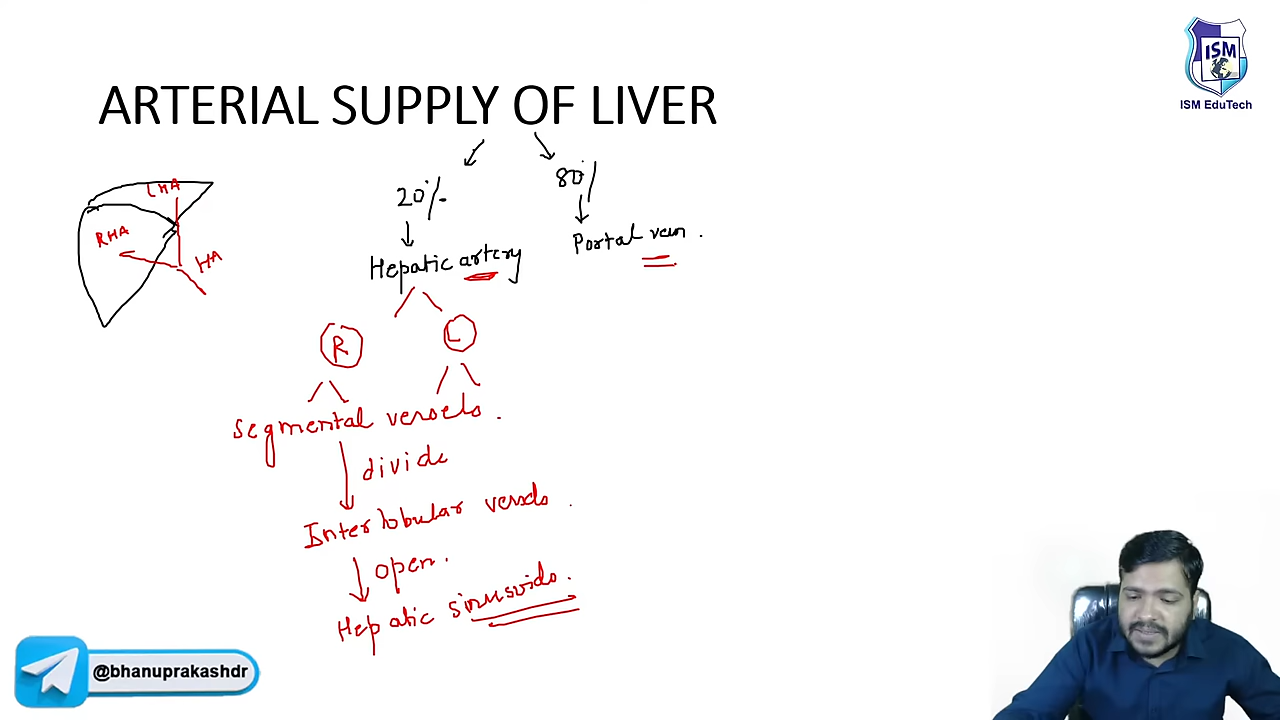 ISM
ISM EduTech
ARTERIAL SUPPLY OF LIVER
20%
80%
Hepatic artery
Portal vein.
LHA
RHA
HA
R
L
Segmental vessels.
divide
Interlobular vessels.
open.
Hepatic sinusoids.
@bhanuprakashdr